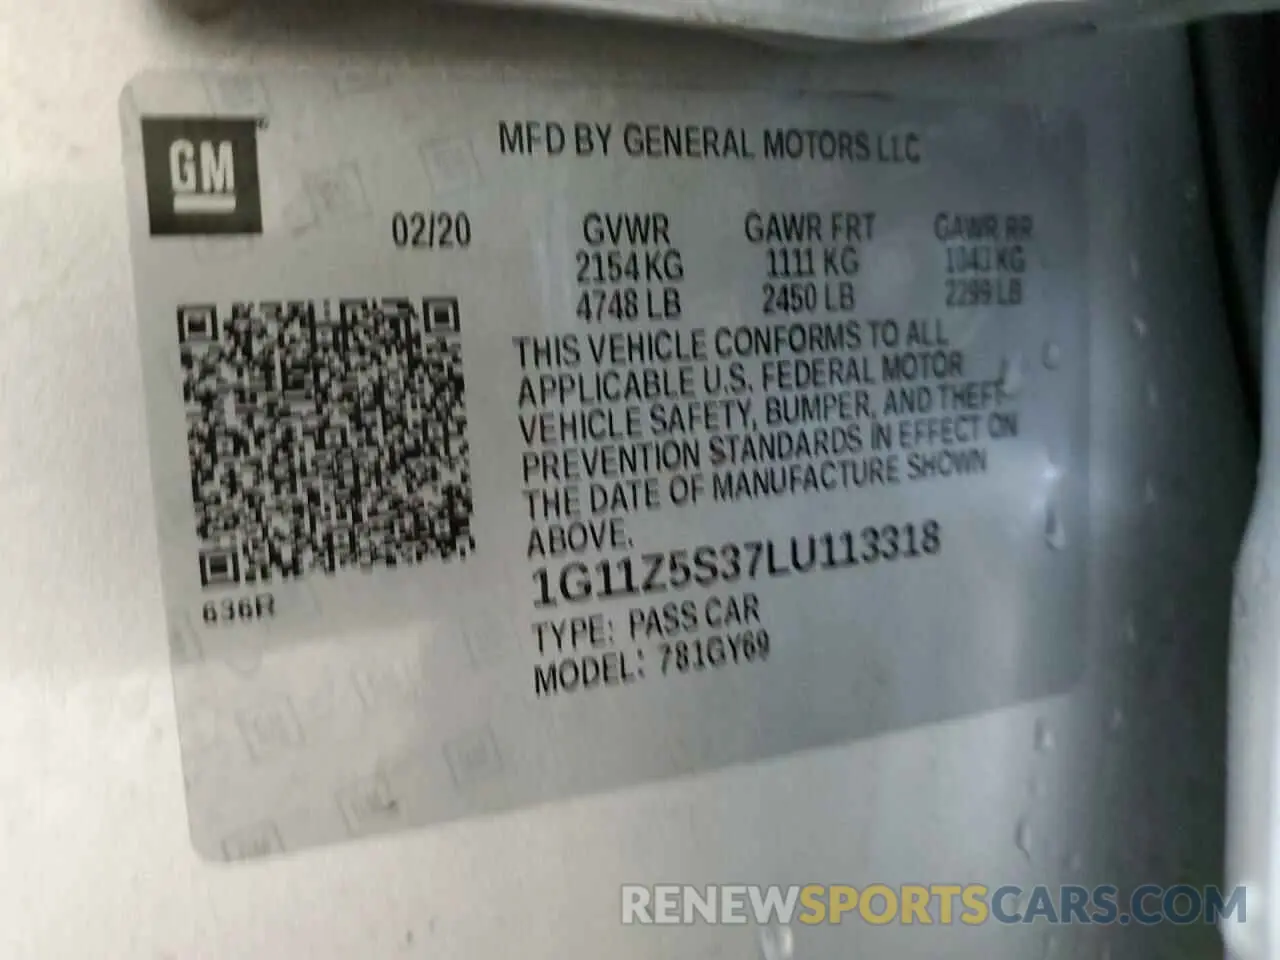 GM
MFD BY GENERAL MOTORS LLC
02/20
GVWR GAWR FRT GAWR RR
2154 KG 1111 KG 1043 KG
4748 LB 2450 LB 2299 LB
THIS VEHICLE CONFORMS TO ALL
APPLICABLE U.S. FEDERAL MOTOR
VEHICLE SAFETY, BUMPER, AND THEFT
PREVENTION STANDARDS IN EFFECT ON
THE DATE OF MANUFACTURE SHOWN
ABOVE.
1G11Z5S37LU113318
636R
TYPE: PASS CAR
MODEL: 781GY69
RENEWSPORTSCARS.COM